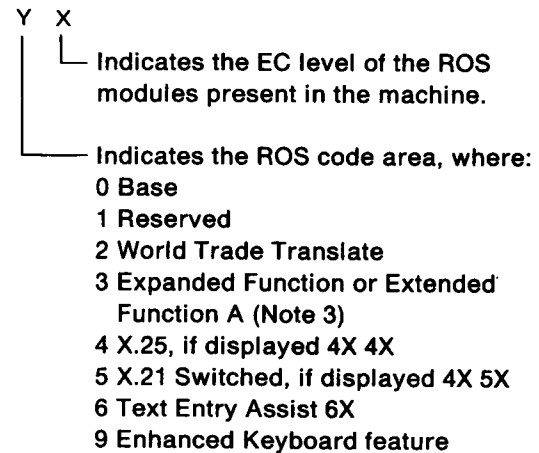 Y X
Indicates the EC level of the ROS
modules present in the machine.
Indicates the ROS code area, where:
0 Base
1 Reserved
2 World Trade Translate
3 Expanded Function or Extended
Function A (Note 3)
4 X.25, if displayed 4X 4X
5 X.21 Switched, if displayed 4X 5X
6 Text Entry Assist 6X
9 Enhanced Keyboard feature